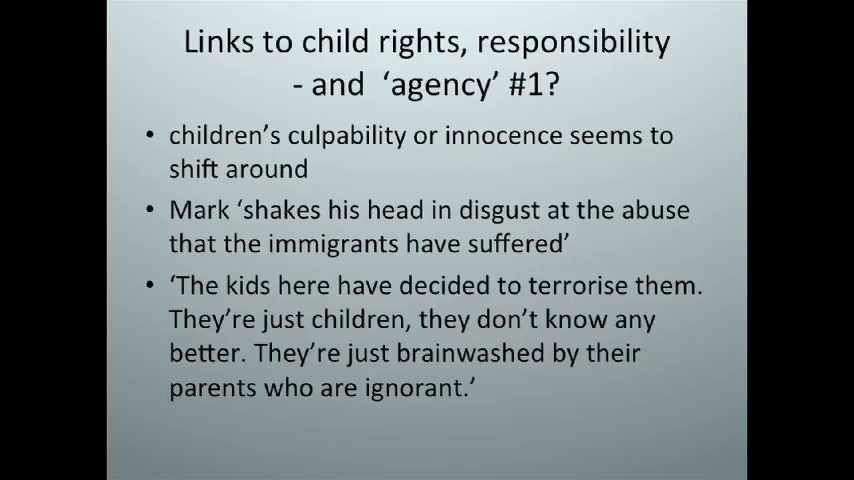 Links to child rights, responsibility
- and ‘agency’ #1?
• children’s culpability or innocence seems to
shift around
• Mark ‘shakes his head in disgust at the abuse
that the immigrants have suffered’
• ‘The kids here have decided to terrorise them.
They’re just children, they don’t know any
better. They’re just brainwashed by their
parents who are ignorant.’